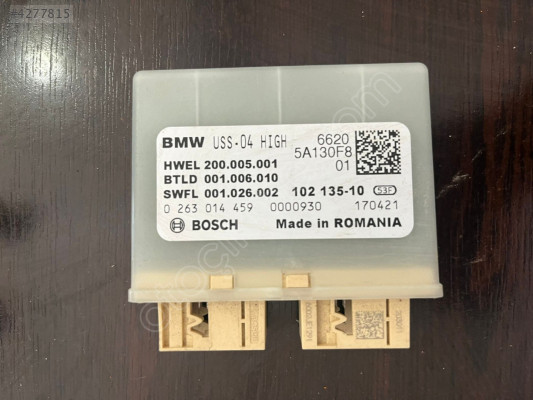 #4277815
BMW USS-04 HIGH 6620
5A130F8
HWEL 200.005.001 01
BTLD 001.006.010
SWFL 001.026.002 102 135-10 S3F
0 263 014 459 0000930 170421
BOSCH Made in ROMANIA